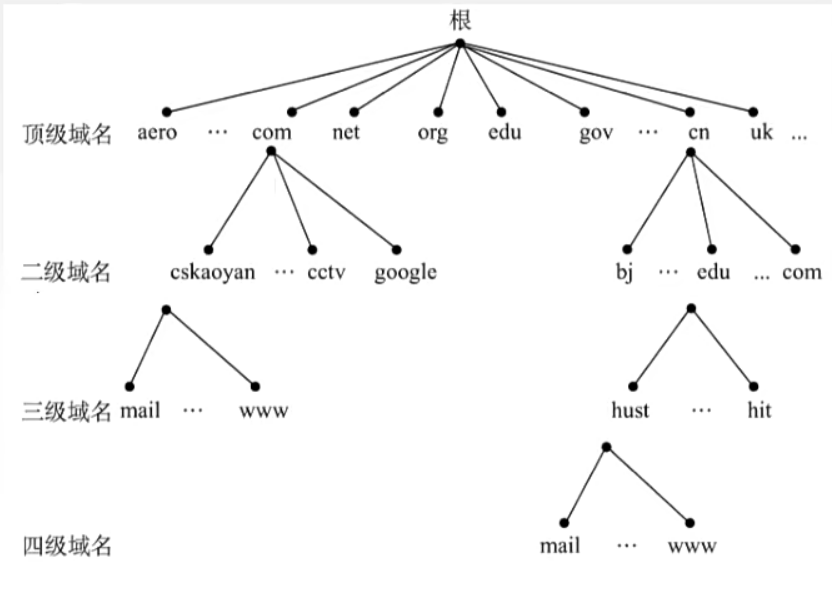 根
顶级域名 aero ... com net org edu gov ... cn uk ...
二级域名 cskaoyan ... cctv google bj ... edu ... com
三级域名 mail ... www hust ... hit
四级域名 mail ... www